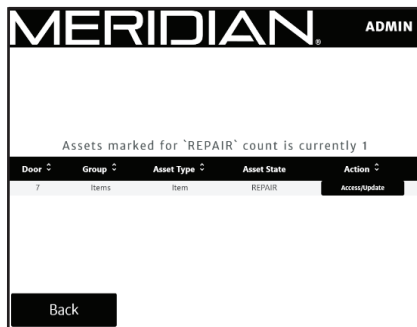 MERIDIAN® ADMIN
Assets marked for `REPAIR` count is currently 1
Door Group Asset Type Asset State Action
7 Items Item REPAIR Access/Update
Back